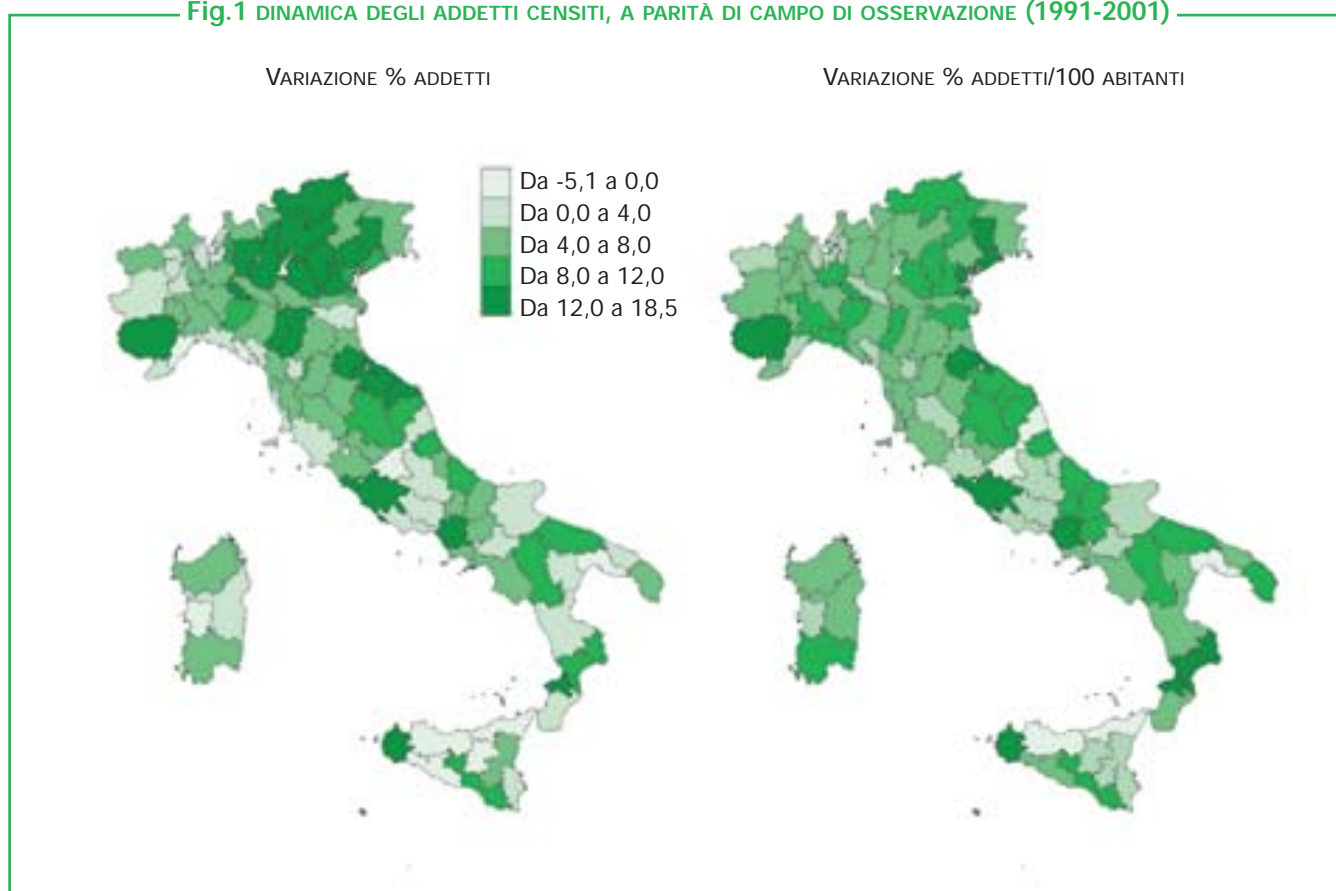 Fig.1 DINAMICA DEGLI ADDETTI CENSITI, A PARITÀ DI CAMPO DI OSSERVAZIONE (1991-2001)
VARIAZIONE % ADDETTI
VARIAZIONE % ADDETTI/100 ABITANTI
Da -5,1 a 0,0
Da 0,0 a 4,0
Da 4,0 a 8,0
Da 8,0 a 12,0
Da 12,0 a 18,5